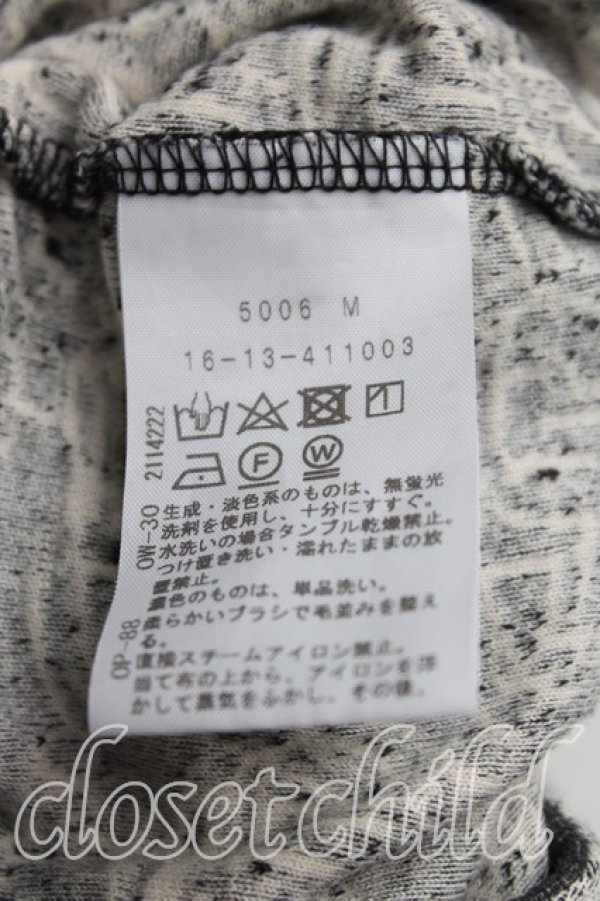 5006 M
16-13-411003
1
F W
2114222
OW-30
生成・淡色系のものは、無蛍光
洗剤を使用し、十分にすすぐ。
水洗いの場合タンブル乾燥禁止。
つけ置き洗い・濡れたままの放
置禁止。
濃色のものは、単品洗い。
OP-88
柔らかいブラシで毛並みを整え
る。
直接スチームアイロン禁止。
当て布の上から、アイロンを浮
かして蒸気をふかし、その後、
closet child